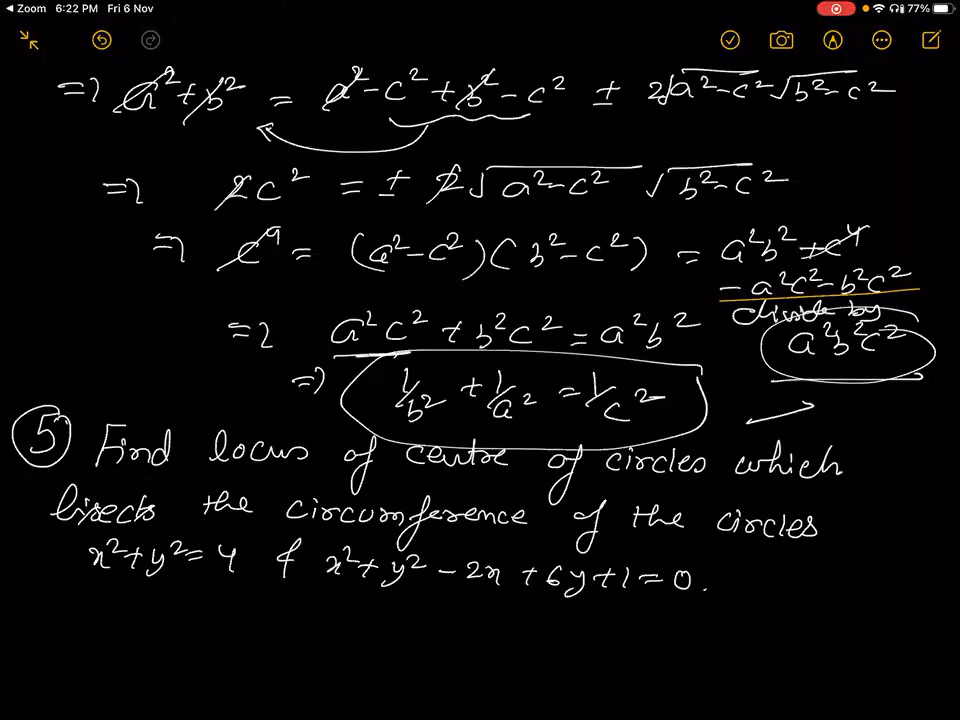 Zoom 6:22 PM Fri 6 Nov 77%
=> a² + b² = a² - c² + b² - c² ± 2√a² - c² √b² - c²
=> 2c² = ± 2√a² - c² √b² - c²
=> c⁴ = (a² - c²)(b² - c²) = a²b² + c⁴
- a²c² - b²c²
divide by
=> a²c² + b²c² = a²b² a²b²c²
=> 1/b² + 1/a² = 1/c²
5 Find locus of centre of circles which
bisects the circumference of the circles
x² + y² = 4 & x² + y² - 2x + 6y + 1 = 0.